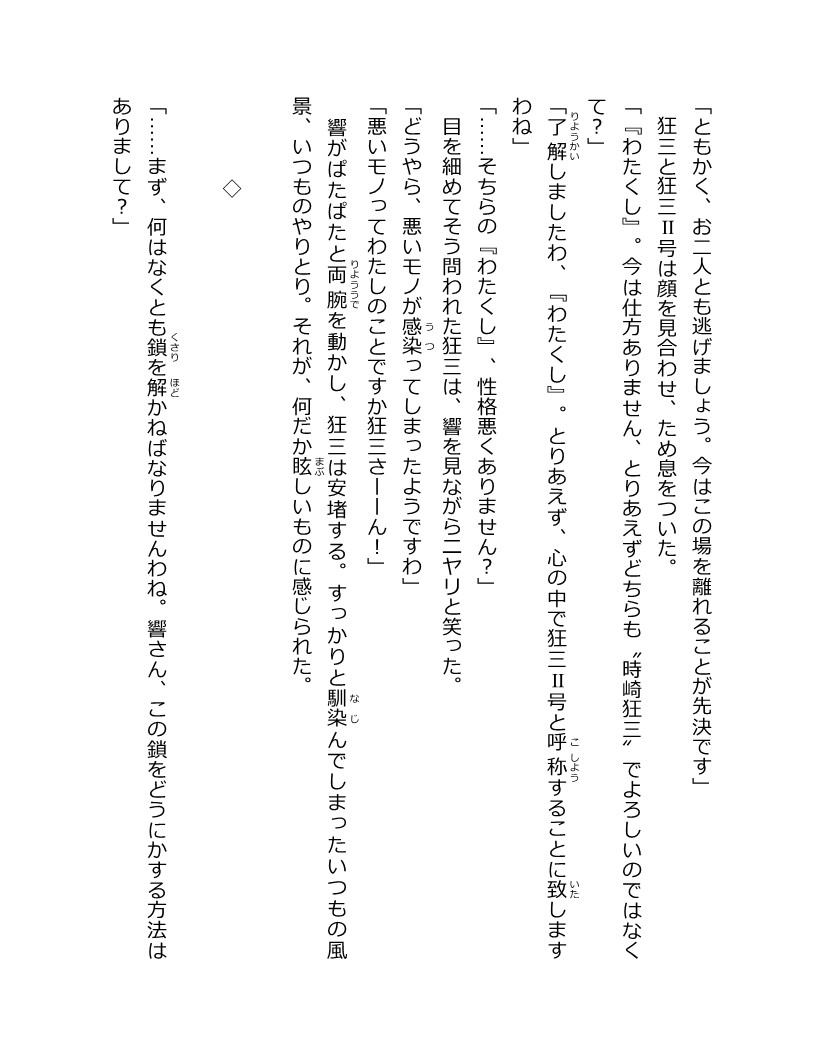 「ともかく、お二人とも逃げましょう。今はこの場を離れることが先決です」
狂三と狂三Ⅱ号は顔を見合わせ、ため息をついた。
「『わたくし』。今は仕方ありません、とりあえずどちらも〝時崎狂三〟でよろしいのではなく
て？」
「了解しましたわ、『わたくし』。とりあえず、心の中で狂三Ⅱ号と呼称することに致します
わね」
「……そちらの『わたくし』、性格悪くありません？」
目を細めてそう問われた狂三は、響を見ながらニヤリと笑った。
「どうやら、悪いモノが感染ってしまったようですわ」
「悪いモノってわたしのことですか狂三さーーん！」
響がぱたぱたと両腕を動かし、狂三は安堵する。すっかりと馴染んでしまったいつもの風
景、いつものやりとり。それが、何だか眩しいものに感じられた。
◇
「……まず、何はなくとも鎖を解かねばなりませんわね。響さん、この鎖をどうにかする方法は
ありまして？」